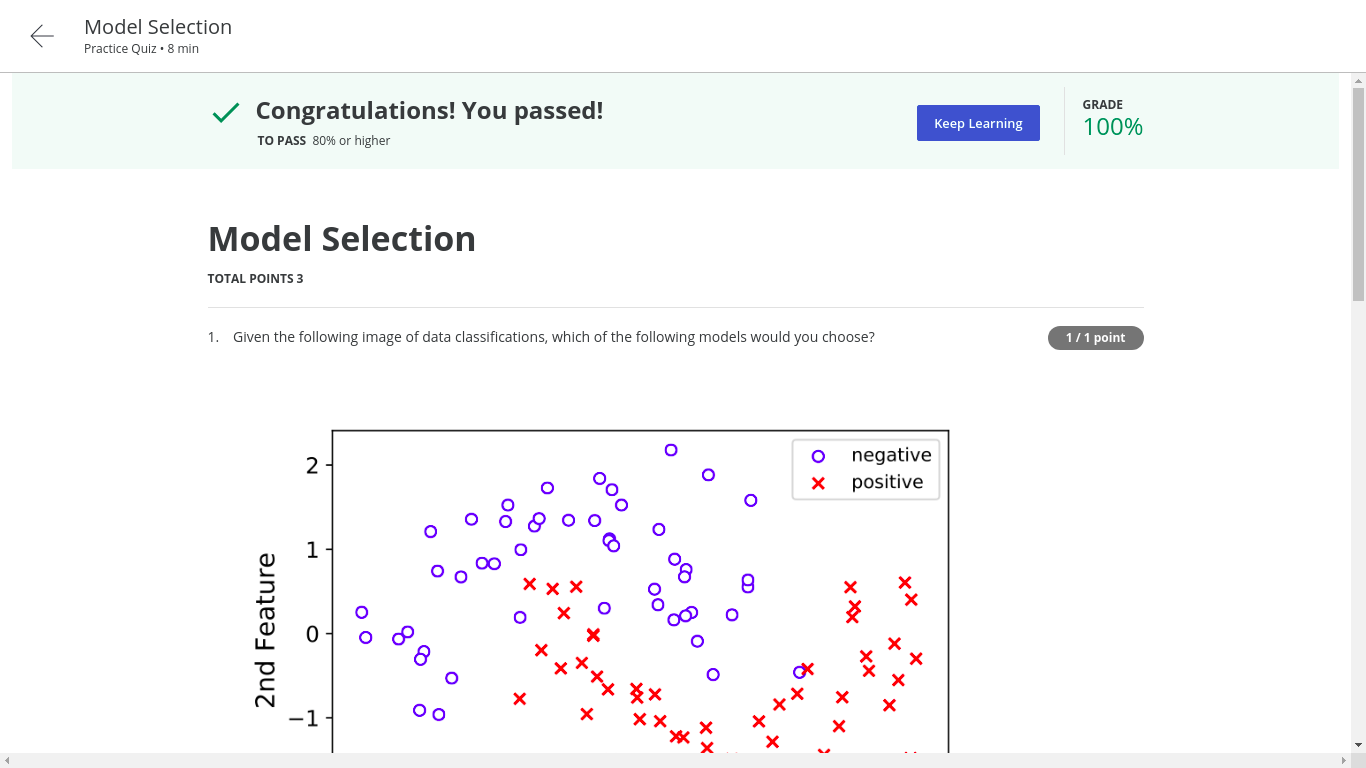 Model Selection
Practice Quiz • 8 min
Congratulations! You passed!
TO PASS 80% or higher
Keep Learning
GRADE
100%
Model Selection
TOTAL POINTS 3
1. Given the following image of data classifications, which of the following models would you choose?
1 / 1 point
negative
positive
2
1
0
−1
2nd Feature